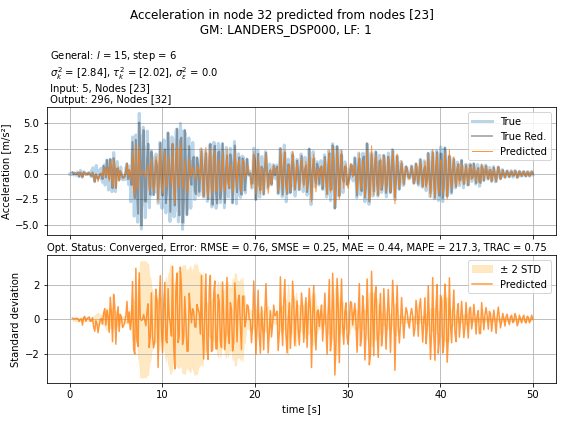 Acceleration in node 32 predicted from nodes [23]
GM: LANDERS_DSP000, LF: 1
General: l = 15, step = 6
σ²ₖ = [2.84], τ²ₖ = [2.02], σ²ₑ = 0.0
Input: 5, Nodes [23]
Output: 296, Nodes [32]
Acceleration [m/s²]
5.0
2.5
0.0
−2.5
−5.0
True
True Red.
Predicted
Opt. Status: Converged, Error: RMSE = 0.76, SMSE = 0.25, MAE = 0.44, MAPE = 217.3, TRAC = 0.75
Standard deviation
2
0
−2
± 2 STD
Predicted
0
10
20
30
40
50
time [s]